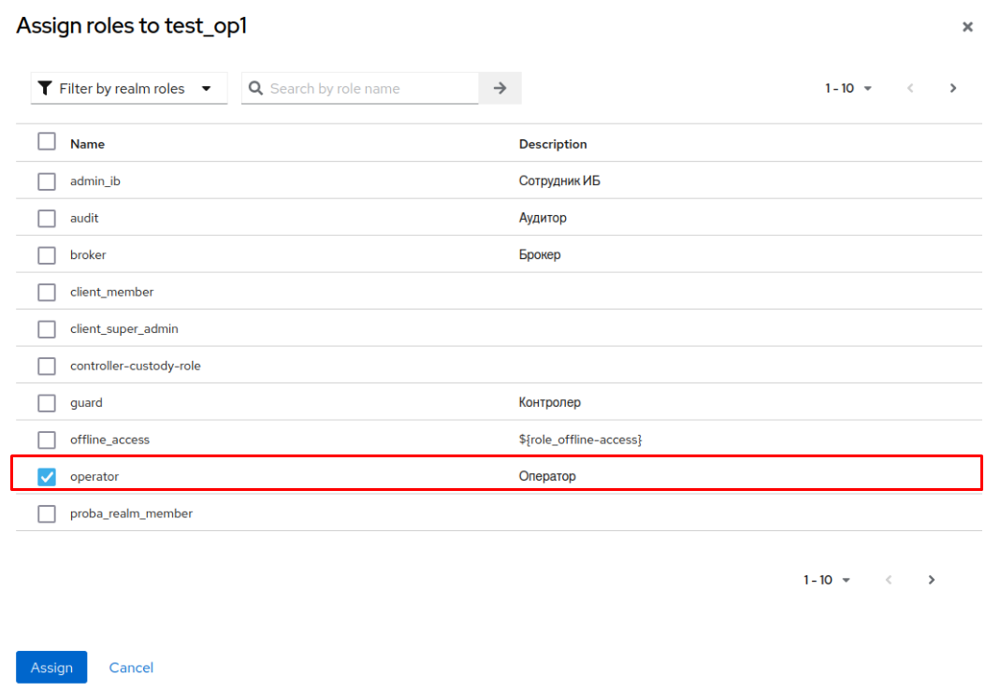 Assign roles to test_op1
Filter by realm roles
Search by role name
1 - 10
Name Description
admin_ib Сотрудник ИБ
audit Аудитор
broker Брокер
client_member
client_super_admin
controller-custody-role
guard Контролер
offline_access ${role_offline-access}
operator Оператор
proba_realm_member
1 - 10
Assign Cancel